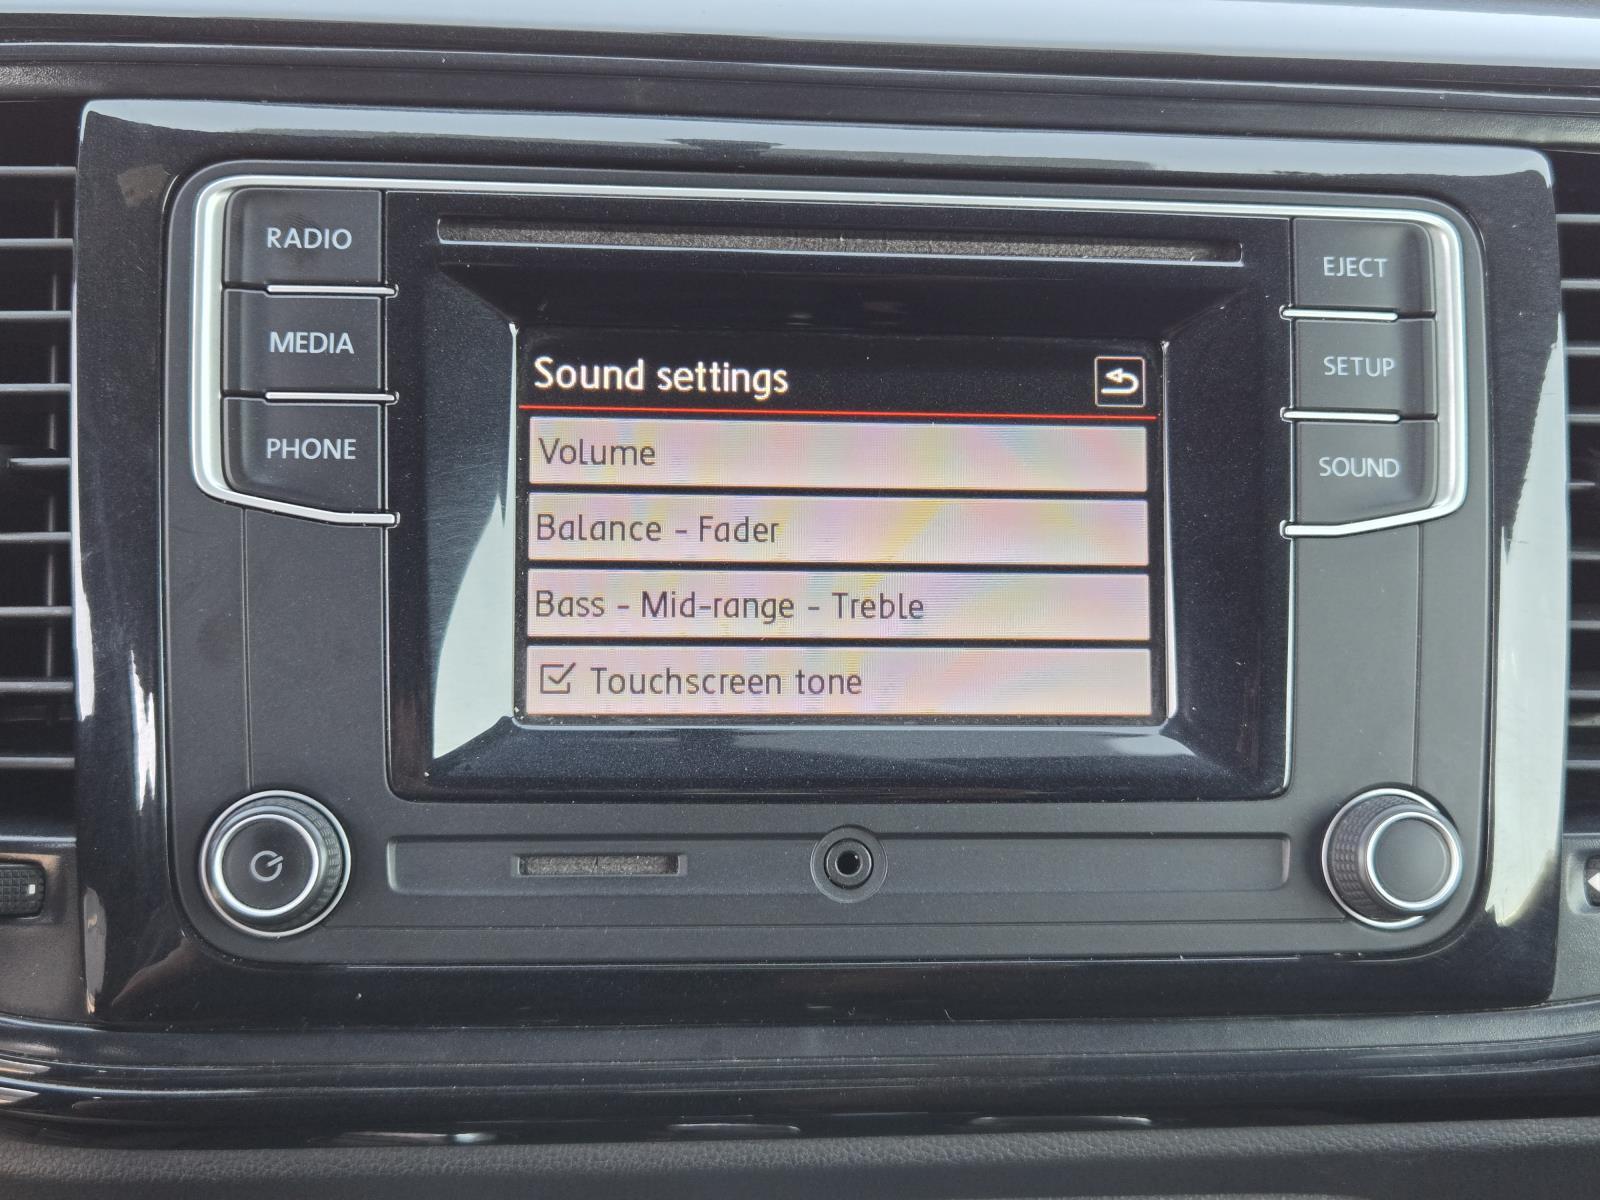 RADIO
MEDIA
PHONE
EJECT
SETUP
SOUND
Sound settings
Volume
Balance - Fader
Bass - Mid-range - Treble
Touchscreen tone